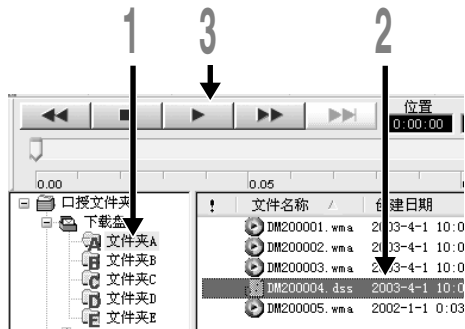 1 3 2
位置
0:00:00
0.00 0.05
口授文件夹
下载盘
A 文件夹A
B 文件夹B
C 文件夹C
D 文件夹D
E 文件夹E
! 文件名称 创建日期
DM200001.wma 2003-4-1 10:0
DM200002.wma 2003-4-1 10:0
DM200003.wma 2003-4-1 10:0
DM200004.dss 2003-4-1 10:0
DM200005.wma 2002-1-1 0:03